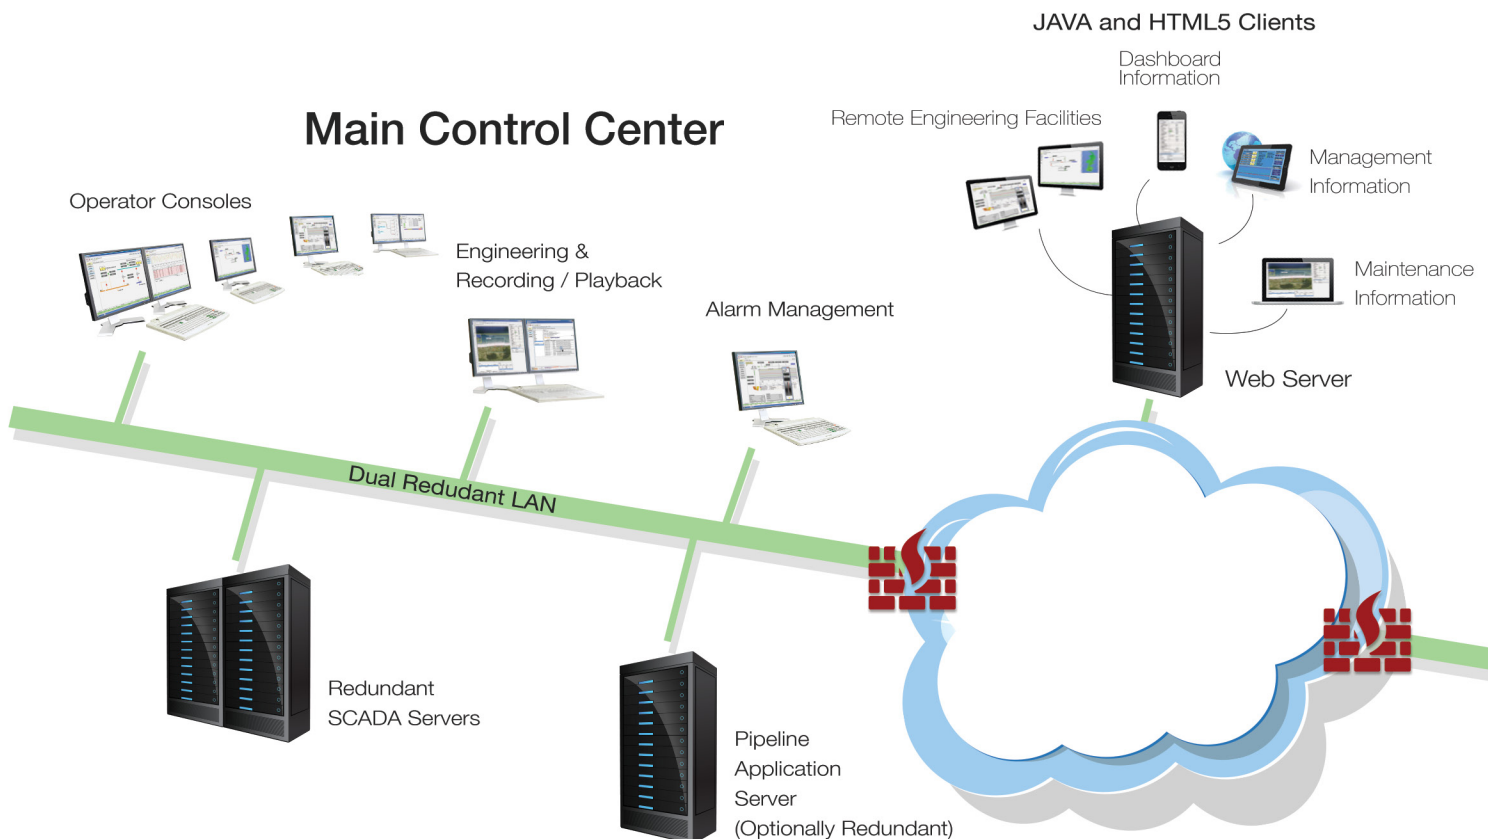 JAVA and HTML5 Clients
Dashboard
Information
Main Control Center
Remote Engineering Facilities
Management
Information
Operator Consoles
Engineering &
Recording / Playback
Maintenance
Information
Alarm Management
Web Server
Dual Redudant LAN
Redundant
SCADA Servers
Pipeline
Application
Server
(Optionally Redundant)